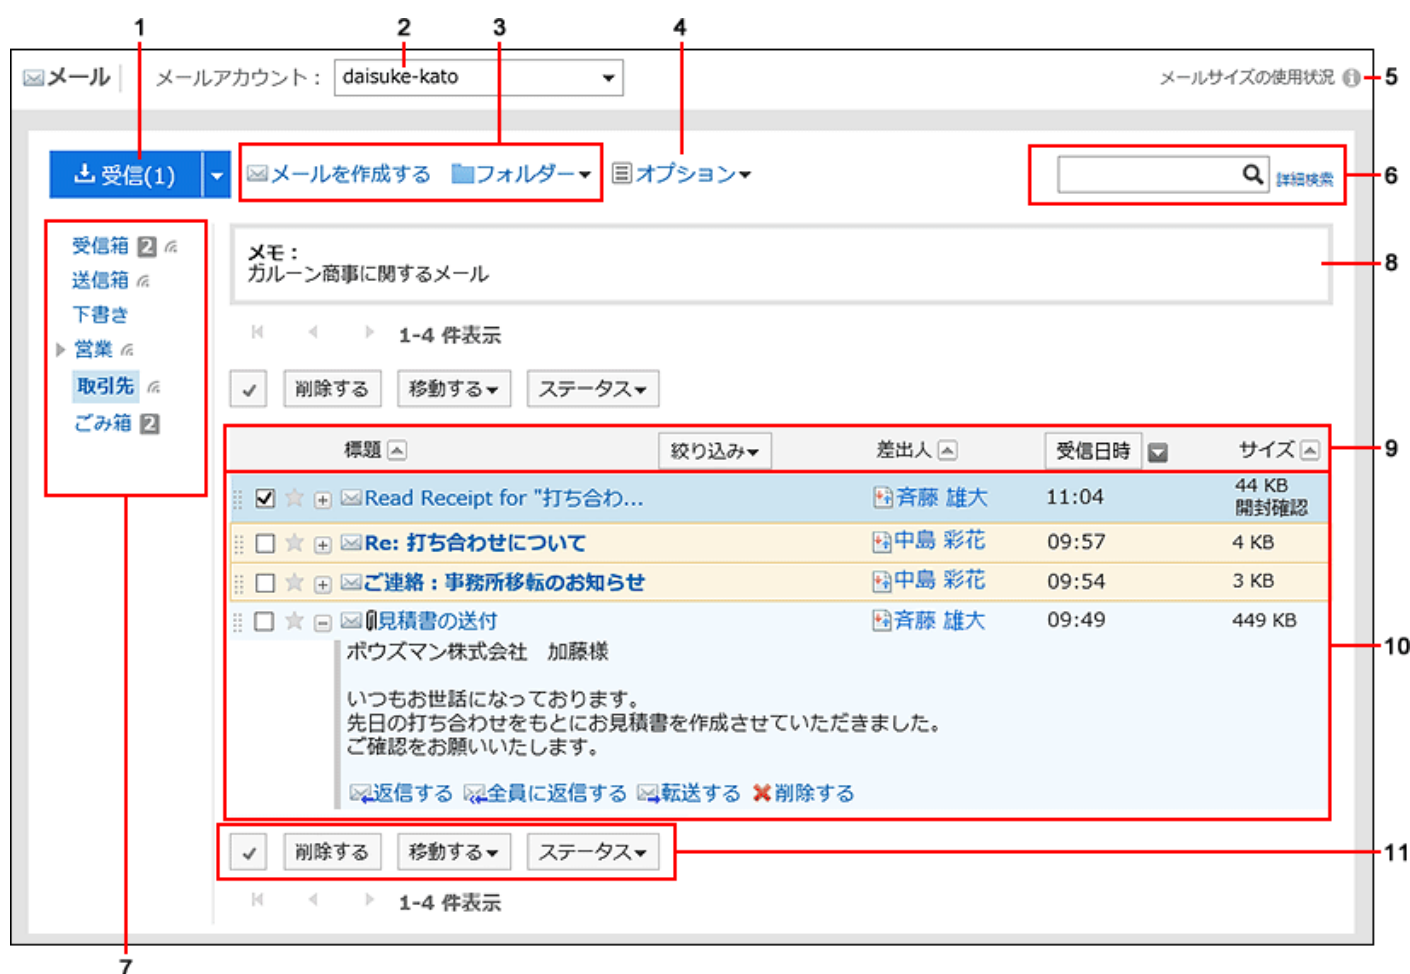 1 2 3 4
メール メールアカウント： daisuke-kato メールサイズの使用状況 5
受信(1) メールを作成する フォルダー オプション 詳細検索 6
受信箱 2
送信箱
下書き
営業
取引先
ごみ箱 2
7
メモ：
ガルーン商事に関するメール
8
1-4 件表示
削除する 移動する ステータス
標題 絞り込み 差出人 受信日時 サイズ 9
Read Receipt for "打ち合わ... 斉藤 雄大 11:04 44 KB
開封確認
Re: 打ち合わせについて 中島 彩花 09:57 4 KB
ご連絡：事務所移転のお知らせ 中島 彩花 09:54 3 KB
見積書の送付 斉藤 雄大 09:49 449 KB
ボウズマン株式会社　加藤様 10
いつもお世話になっております。
先日の打ち合わせをもとにお見積書を作成させていただきました。
ご確認をお願いいたします。
返信する 全員に返信する 転送する 削除する
削除する 移動する ステータス 11
1-4 件表示